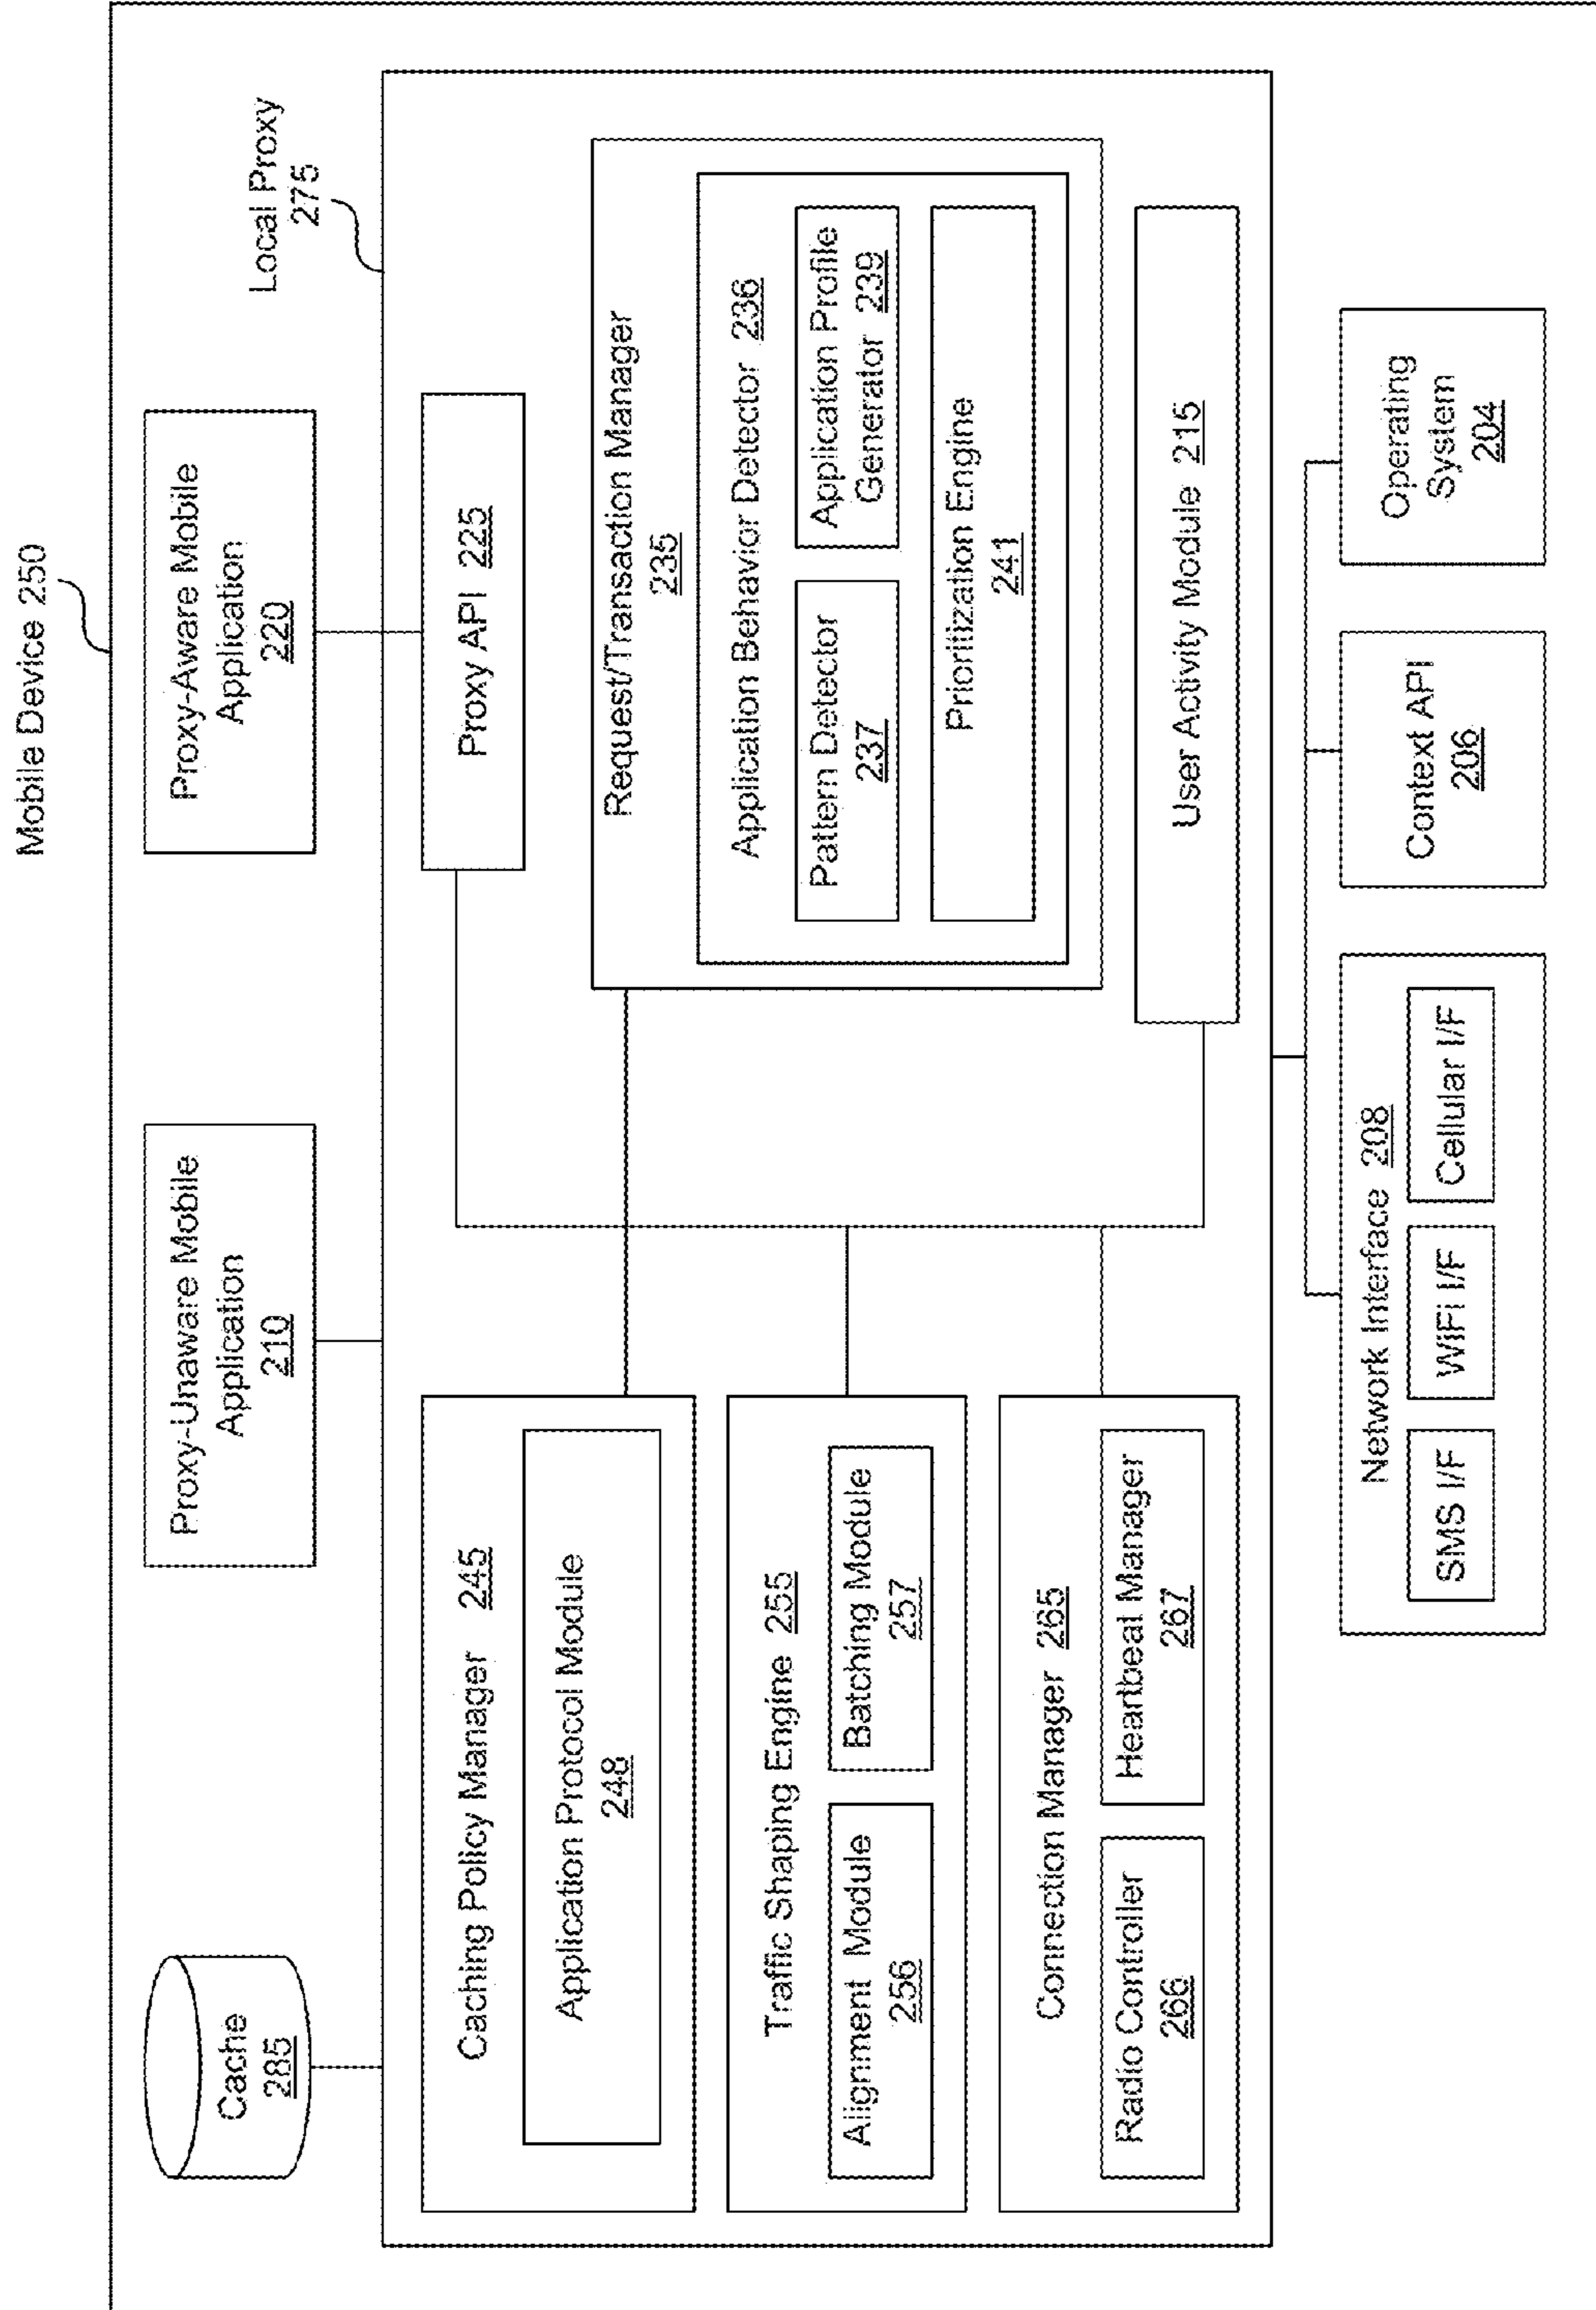 Mobile Device 250
Local Proxy
275
Cache
285
Proxy-Unaware Mobile
Application
210
Proxy-Aware Mobile
Application
220
Caching Policy Manager 245
Application Protocol Module
248
Traffic Shaping Engine 255
Alignment Module
256
Batching Module
257
Connection Manager 265
Radio Controller
266
Heartbeat Manager
267
Proxy API 225
Request/Transaction Manager
235
Application Behavior Detector 236
Pattern Detector
237
Application Profile
Generator 239
Prioritization Engine
241
User Activity Module 215
Network Interface 208
SMS I/F
WiFi I/F
Cellular I/F
Context API
206
Operating
System
204